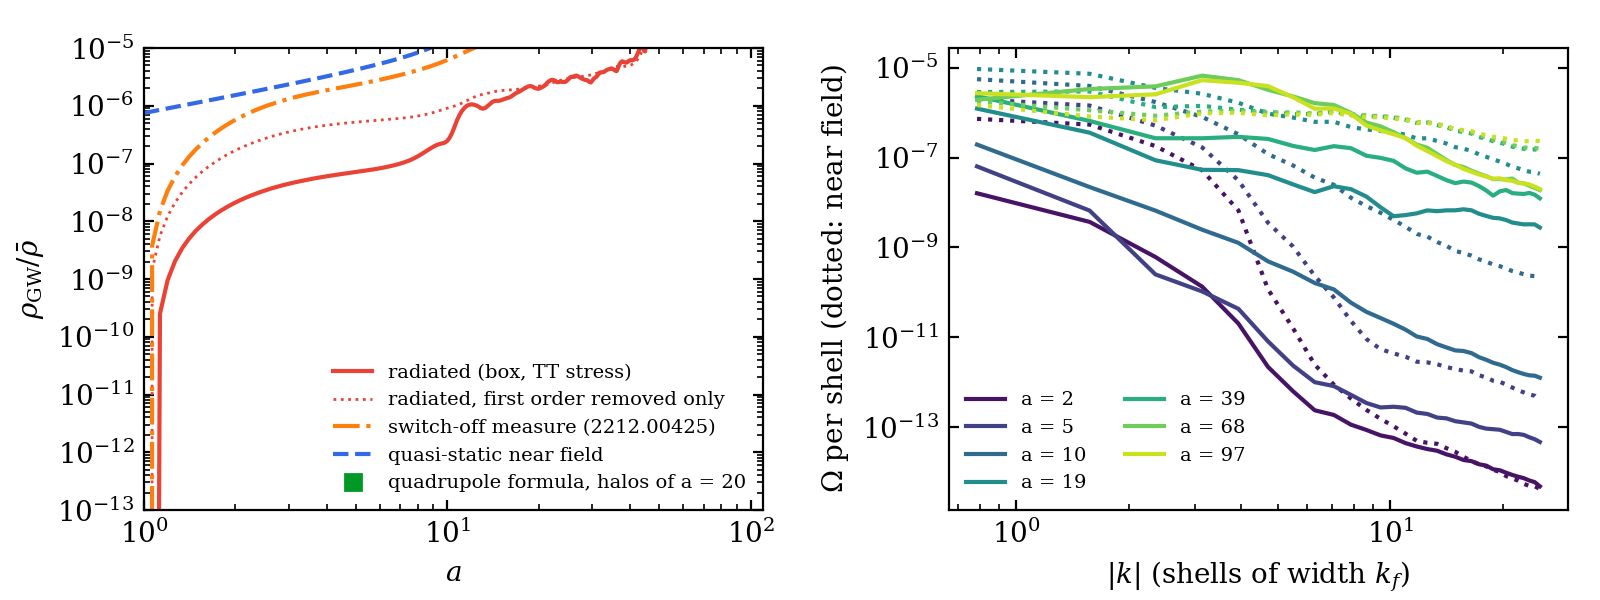 10^{-5}
10^{-6}
10^{-7}
10^{-8}
10^{-9}
10^{-10}
10^{-11}
10^{-12}
10^{-13}
ρ_{GW}/ρ̄
radiated (box, TT stress)
radiated, first order removed only
switch-off measure (2212.00425)
quasi-static near field
quadrupole formula, halos of a = 20
10^0 10^1 10^2
a
10^{-5}
10^{-7}
10^{-9}
10^{-11}
10^{-13}
Ω per shell (dotted: near field)
a = 2
a = 5
a = 10
a = 19
a = 39
a = 68
a = 97
10^0 10^1
|k| (shells of width k_f)